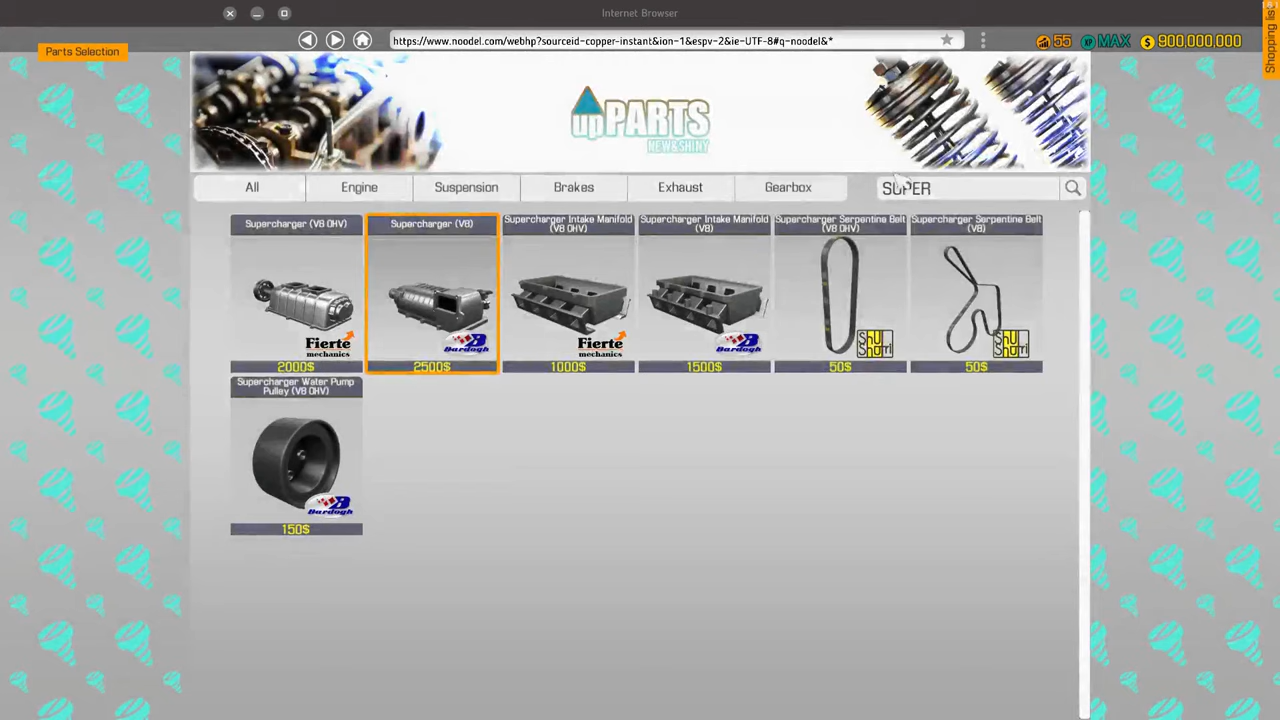 Internet Browser
Parts Selection
https://www.noodel.com/webhp?sourceid-copper-instant&ion-1&espv-2&ie-UTF-8#q-noodel&*
55
XP MAX
$ 900,000,000
Shopping list
upPARTS
NEW&SHINY
All
Engine
Suspension
Brakes
Exhaust
Gearbox
SUPER
Supercharger (V8 OHV)
Fierte
mechanics
2000$
Supercharger (V8)
Bardogh
2500$
Supercharger Intake Manifold
(V8 OHV)
Fierte
mechanics
1000$
Supercharger Intake Manifold
(V8)
Bardogh
1500$
Supercharger Serpentine Belt
(V8 OHV)
50$
Supercharger Serpentine Belt
(V8)
50$
Supercharger Water Pump
Pulley (V8 OHV)
Bardogh
150$